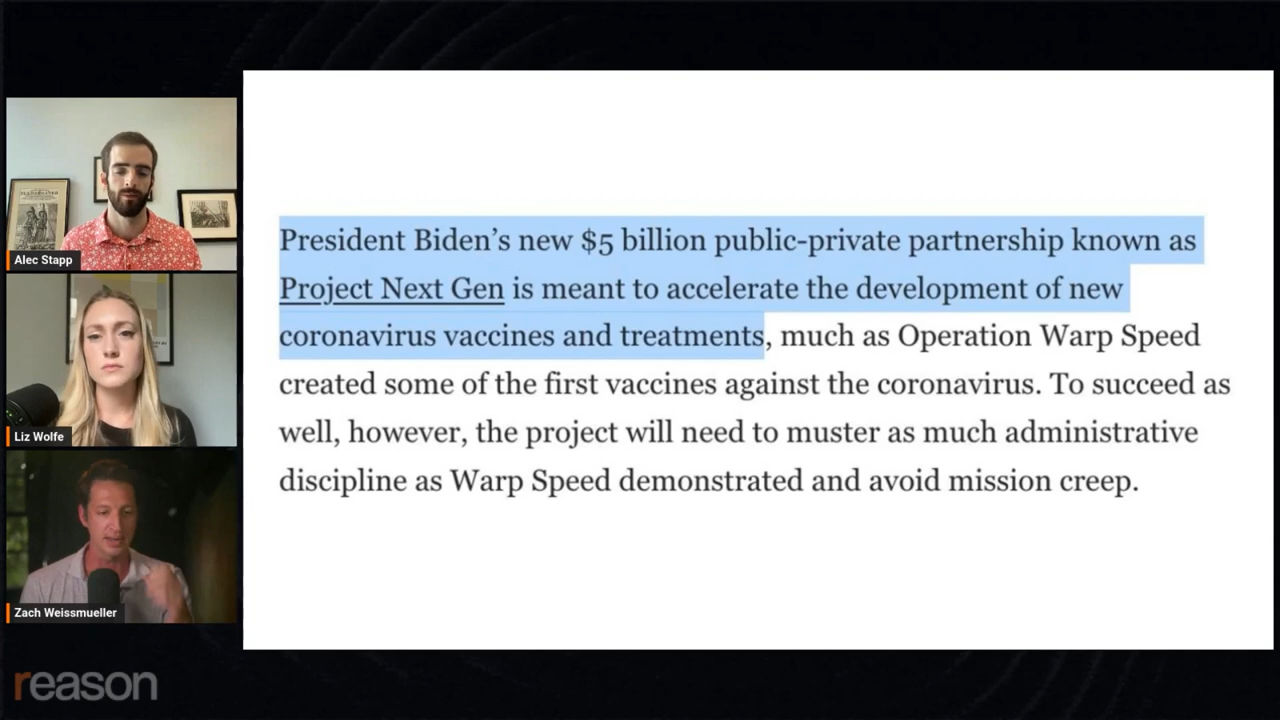 Alec Stapp
Liz Wolfe
Zach Weissmueller
reason
President Biden’s new $5 billion public-private partnership known as
Project Next Gen is meant to accelerate the development of new
coronavirus vaccines and treatments, much as Operation Warp Speed
created some of the first vaccines against the coronavirus. To succeed as
well, however, the project will need to muster as much administrative
discipline as Warp Speed demonstrated and avoid mission creep.